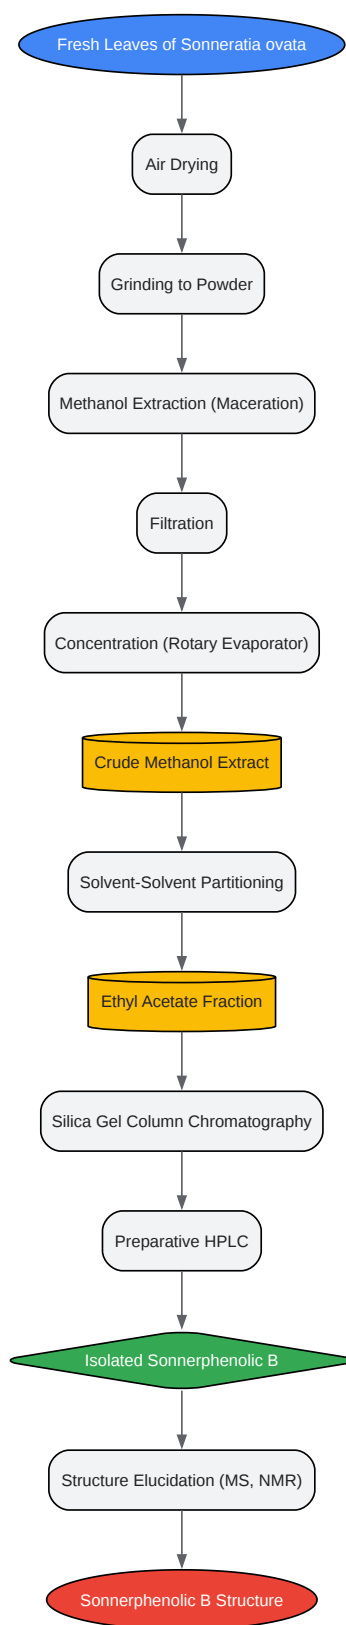 Fresh Leaves of Sonneratia ovata
Air Drying
Grinding to Powder
Methanol Extraction (Maceration)
Filtration
Concentration (Rotary Evaporator)
Crude Methanol Extract
Solvent-Solvent Partitioning
Ethyl Acetate Fraction
Silica Gel Column Chromatography
Preparative HPLC
Isolated Sonnerphenolic B
Structure Elucidation (MS, NMR)
Sonnerphenolic B Structure